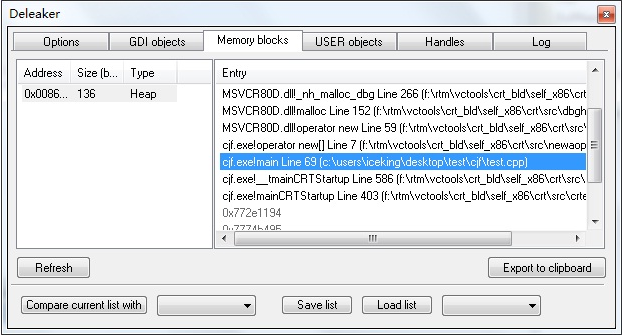 Deleaker
Options GDI objects Memory blocks USER objects Handles Log
Address Size (b... Type
0x0086... 136 Heap
Entry
MSVCR80D.dll!_nh_malloc_dbg Line 266 (f:\rtm\vctools\crt_bld\self_x86\crt
MSVCR80D.dll!malloc Line 152 (f:\rtm\vctools\crt_bld\self_x86\crt\src\dbgh
MSVCR80D.dll!operator new Line 59 (f:\rtm\vctools\crt_bld\self_x86\crt\src\
cjf.exe!operator new[] Line 7 (f:\rtm\vctools\crt_bld\self_x86\crt\src\newaop
cjf.exe!main Line 69 (c:\users\iceking\desktop\test\cjf\test.cpp)
cjf.exe!__tmainCRTStartup Line 586 (f:\rtm\vctools\crt_bld\self_x86\crt\src\
cjf.exe!mainCRTStartup Line 403 (f:\rtm\vctools\crt_bld\self_x86\crt\src\crte
0x772e1194
0x7774b495
Refresh Export to clipboard
Compare current list with Save list Load list